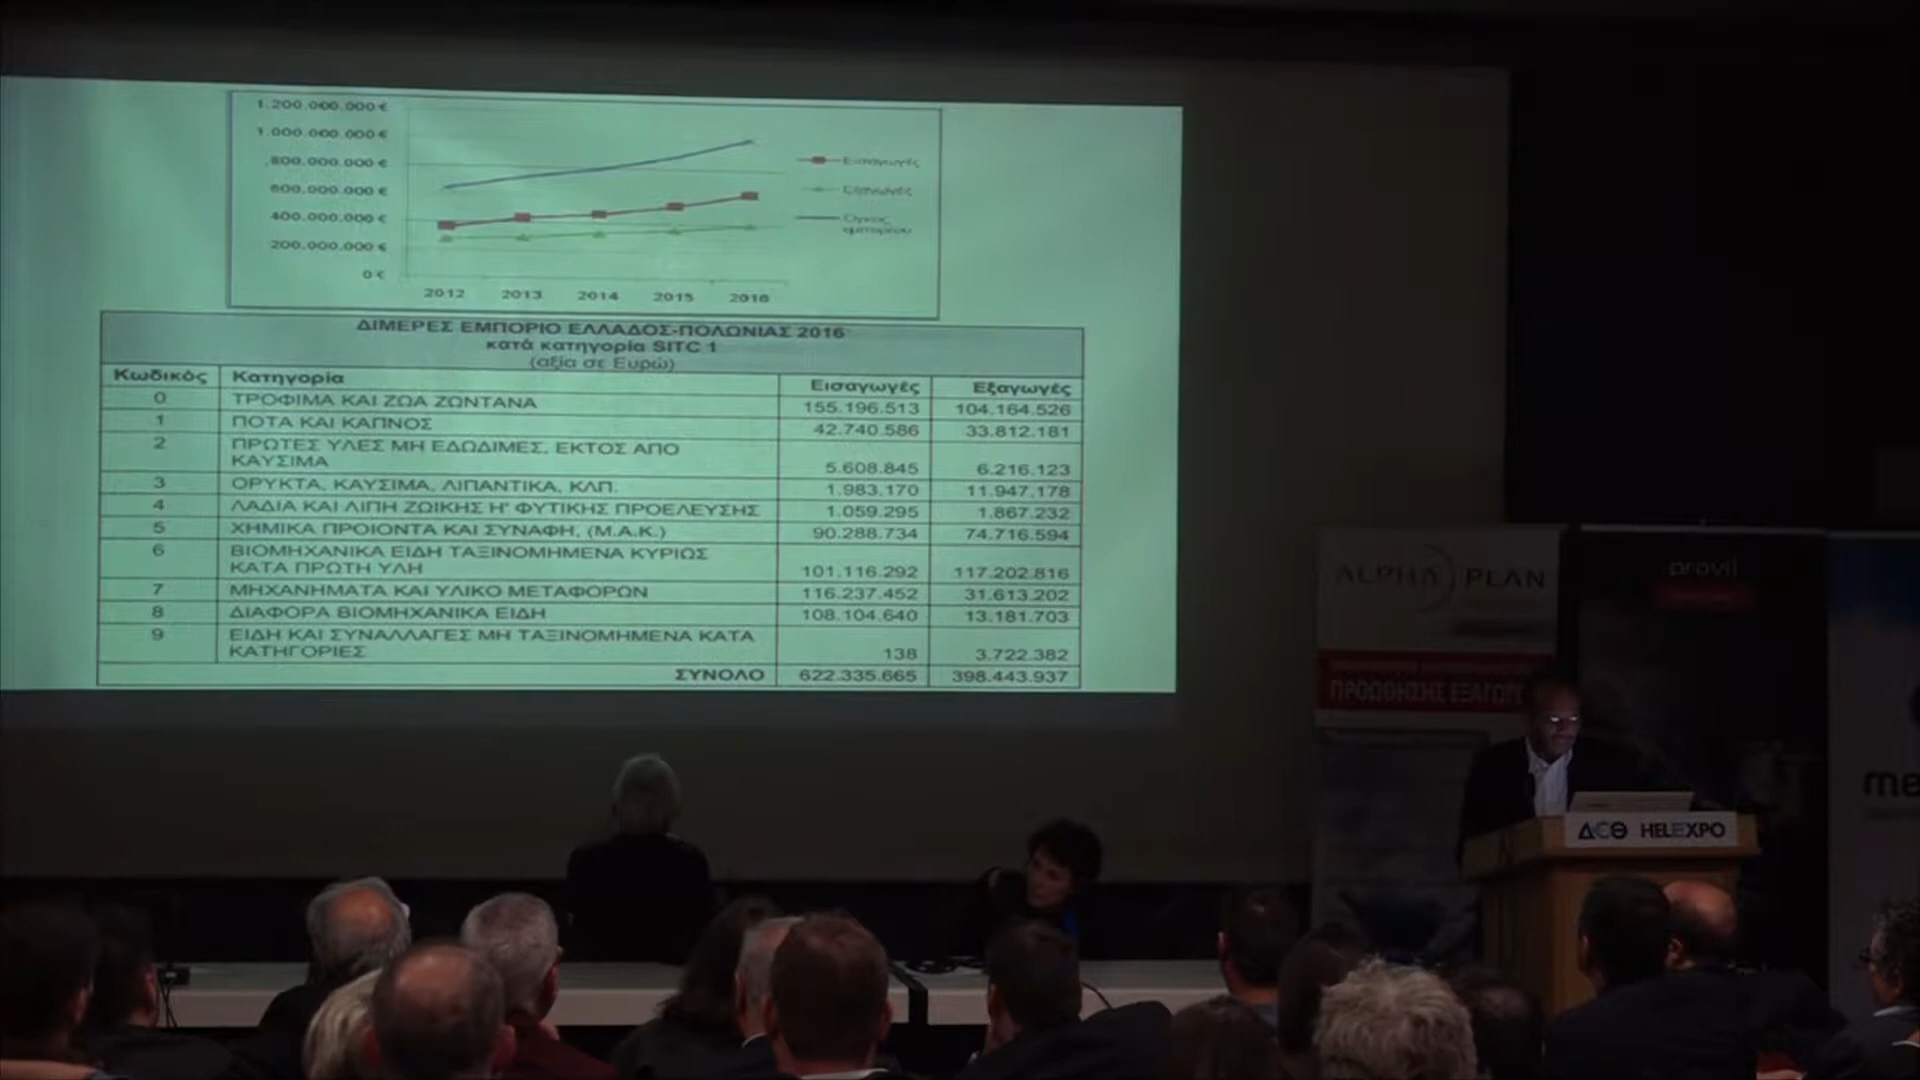 1.200.000.000 €
1.000.000.000 €
800.000.000 €
600.000.000 €
400.000.000 €
200.000.000 €
0 €
2012 2013 2014 2015 2016
Εισαγωγές
Εξαγωγές
Όγκος
εμπορίου
ΔΙΜΕΡΕΣ ΕΜΠΟΡΙΟ ΕΛΛΑΔΟΣ-ΠΟΛΩΝΙΑΣ 2016
κατά κατηγορία SITC 1
(αξία σε Ευρώ)
Κωδικός Κατηγορία Εισαγωγές Εξαγωγές
0 ΤΡΟΦΙΜΑ ΚΑΙ ΖΩΑ ΖΩΝΤΑΝΑ 155.196.513 104.164.526
1 ΠΟΤΑ ΚΑΙ ΚΑΠΝΟΣ 42.740.586 33.812.181
2 ΠΡΩΤΕΣ ΥΛΕΣ ΜΗ ΕΔΩΔΙΜΕΣ, ΕΚΤΟΣ ΑΠΟ
ΚΑΥΣΙΜΑ 5.608.845 6.216.123
3 ΟΡΥΚΤΑ, ΚΑΥΣΙΜΑ, ΛΙΠΑΝΤΙΚΑ, ΚΛΠ. 1.983.170 11.947.178
4 ΛΑΔΙΑ ΚΑΙ ΛΙΠΗ ΖΩΙΚΗΣ Η' ΦΥΤΙΚΗΣ ΠΡΟΕΛΕΥΣΗΣ 1.059.295 1.867.232
5 ΧΗΜΙΚΑ ΠΡΟΙΟΝΤΑ ΚΑΙ ΣΥΝΑΦΗ, (Μ.Α.Κ.) 90.288.734 74.716.594
6 ΒΙΟΜΗΧΑΝΙΚΑ ΕΙΔΗ ΤΑΞΙΝΟΜΗΜΕΝΑ ΚΥΡΙΩΣ
ΚΑΤΑ ΠΡΩΤΗ ΥΛΗ 101.116.292 117.202.816
7 ΜΗΧΑΝΗΜΑΤΑ ΚΑΙ ΥΛΙΚΟ ΜΕΤΑΦΟΡΩΝ 116.237.452 31.613.202
8 ΔΙΑΦΟΡΑ ΒΙΟΜΗΧΑΝΙΚΑ ΕΙΔΗ 108.104.640 13.181.703
9 ΕΙΔΗ ΚΑΙ ΣΥΝΑΛΛΑΓΕΣ ΜΗ ΤΑΞΙΝΟΜΗΜΕΝΑ ΚΑΤΑ
ΚΑΤΗΓΟΡΙΕΣ 138 3.722.382
ΣΥΝΟΛΟ 622.335.665 398.443.937
ALPHA PLAN
ΠΡΟΩΘΗΣΗΣ
provil
me
ΔΕΘ HELEXPO